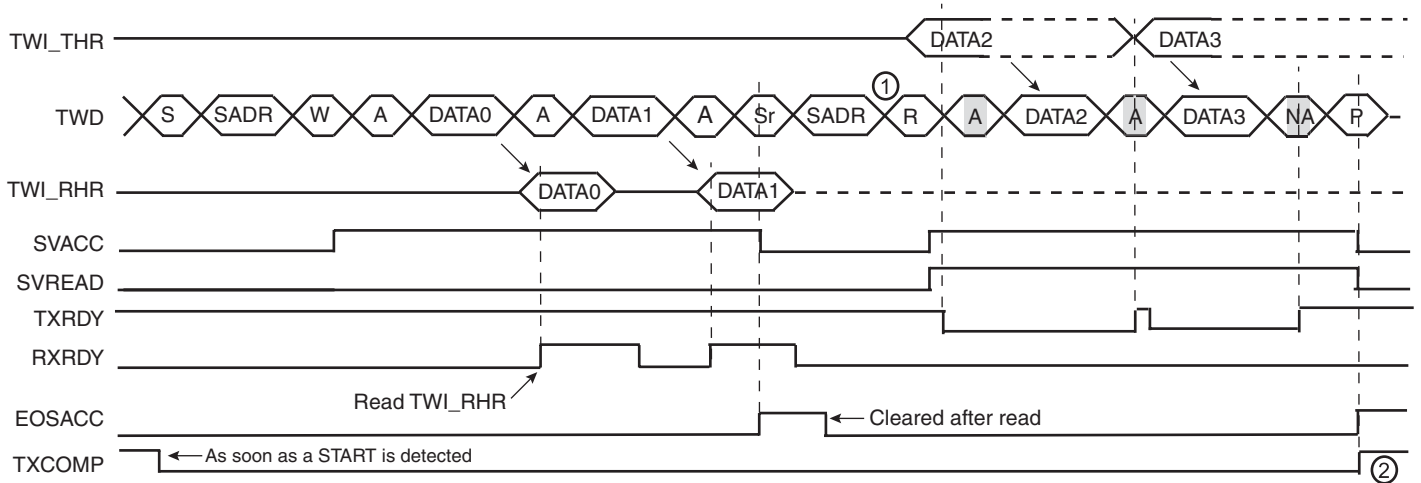 TWI_THR DATA2 DATA3
①
TWD S SADR W A DATA0 A DATA1 A Sr SADR R A DATA2 A DATA3 NA P
TWI_RHR DATA0 DATA1
SVACC
SVREAD
TXRDY
RXRDY
Read TWI_RHR
EOSACC Cleared after read
TXCOMP As soon as a START is detected ②